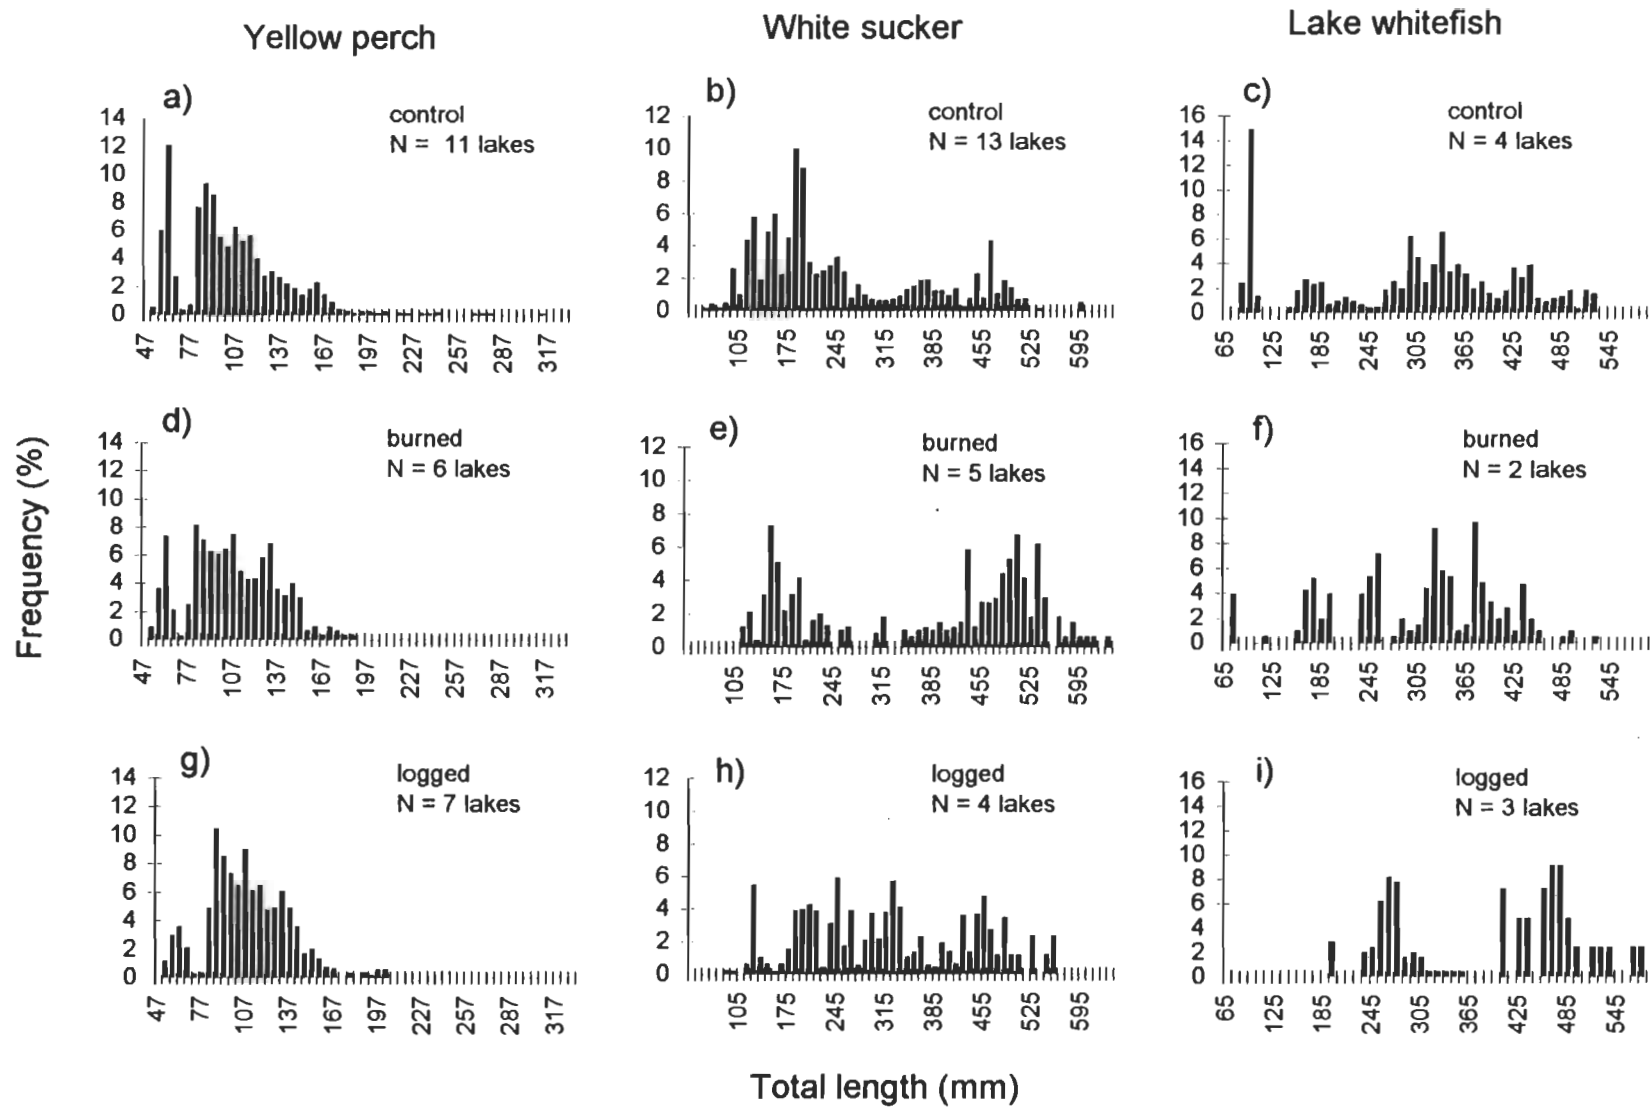 Yellow perch
White sucker
Lake whitefish
a)
control
N = 11 lakes
14
12
10
8
6
4
2
0
47 77 107 137 167 197 227 257 287 317
b)
control
N = 13 lakes
12
10
8
6
4
2
0
105 175 245 315 385 455 525 595
c)
control
N = 4 lakes
16
14
12
10
8
6
4
2
0
65 125 185 245 305 365 425 485 545
d)
burned
N = 6 lakes
14
12
10
8
6
4
2
0
47 77 107 137 167 197 227 257 287 317
e)
burned
N = 5 lakes
12
10
8
6
4
2
0
105 175 245 315 385 455 525 595
f)
burned
N = 2 lakes
16
14
12
10
8
6
4
2
0
65 125 185 245 305 365 425 485 545
g)
logged
N = 7 lakes
14
12
10
8
6
4
2
0
47 77 107 137 167 197 227 257 287 317
h)
logged
N = 4 lakes
12
10
8
6
4
2
0
105 175 245 315 385 455 525 595
i)
logged
N = 3 lakes
16
14
12
10
8
6
4
2
0
65 125 185 245 305 365 425 485 545
Frequency (%)
Total length (mm)